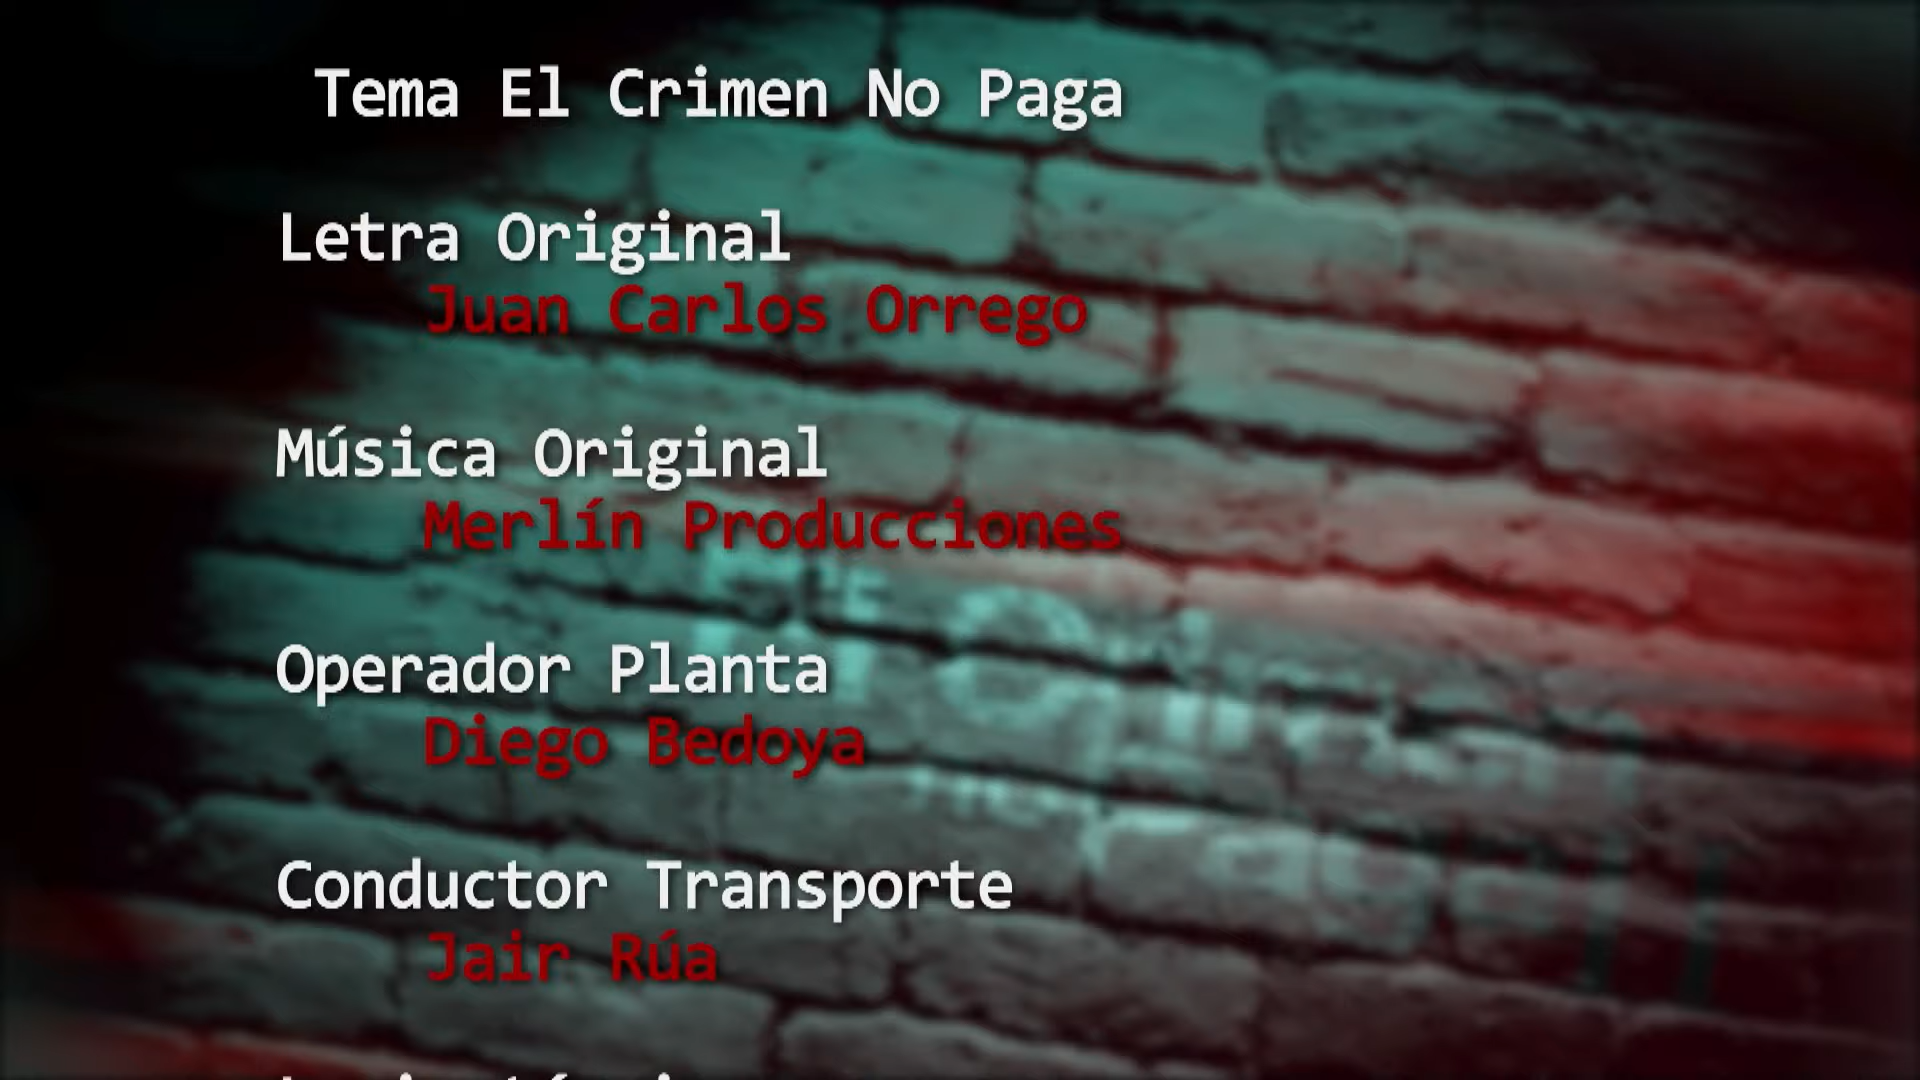 Tema El Crimen No Paga
Letra Original
Juan Carlos Orrego
Música Original
Merlín Producciones
Operador Planta
Diego Bedoya
Conductor Transporte
Jair Rúa